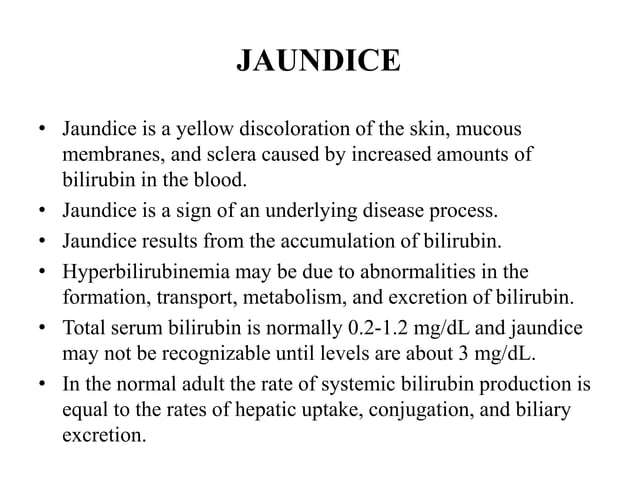 JAUNDICE
• Jaundice is a yellow discoloration of the skin, mucous
membranes, and sclera caused by increased amounts of
bilirubin in the blood.
• Jaundice is a sign of an underlying disease process.
• Jaundice results from the accumulation of bilirubin.
• Hyperbilirubinemia may be due to abnormalities in the
formation, transport, metabolism, and excretion of bilirubin.
• Total serum bilirubin is normally 0.2-1.2 mg/dL and jaundice
may not be recognizable until levels are about 3 mg/dL.
• In the normal adult the rate of systemic bilirubin production is
equal to the rates of hepatic uptake, conjugation, and biliary
excretion.